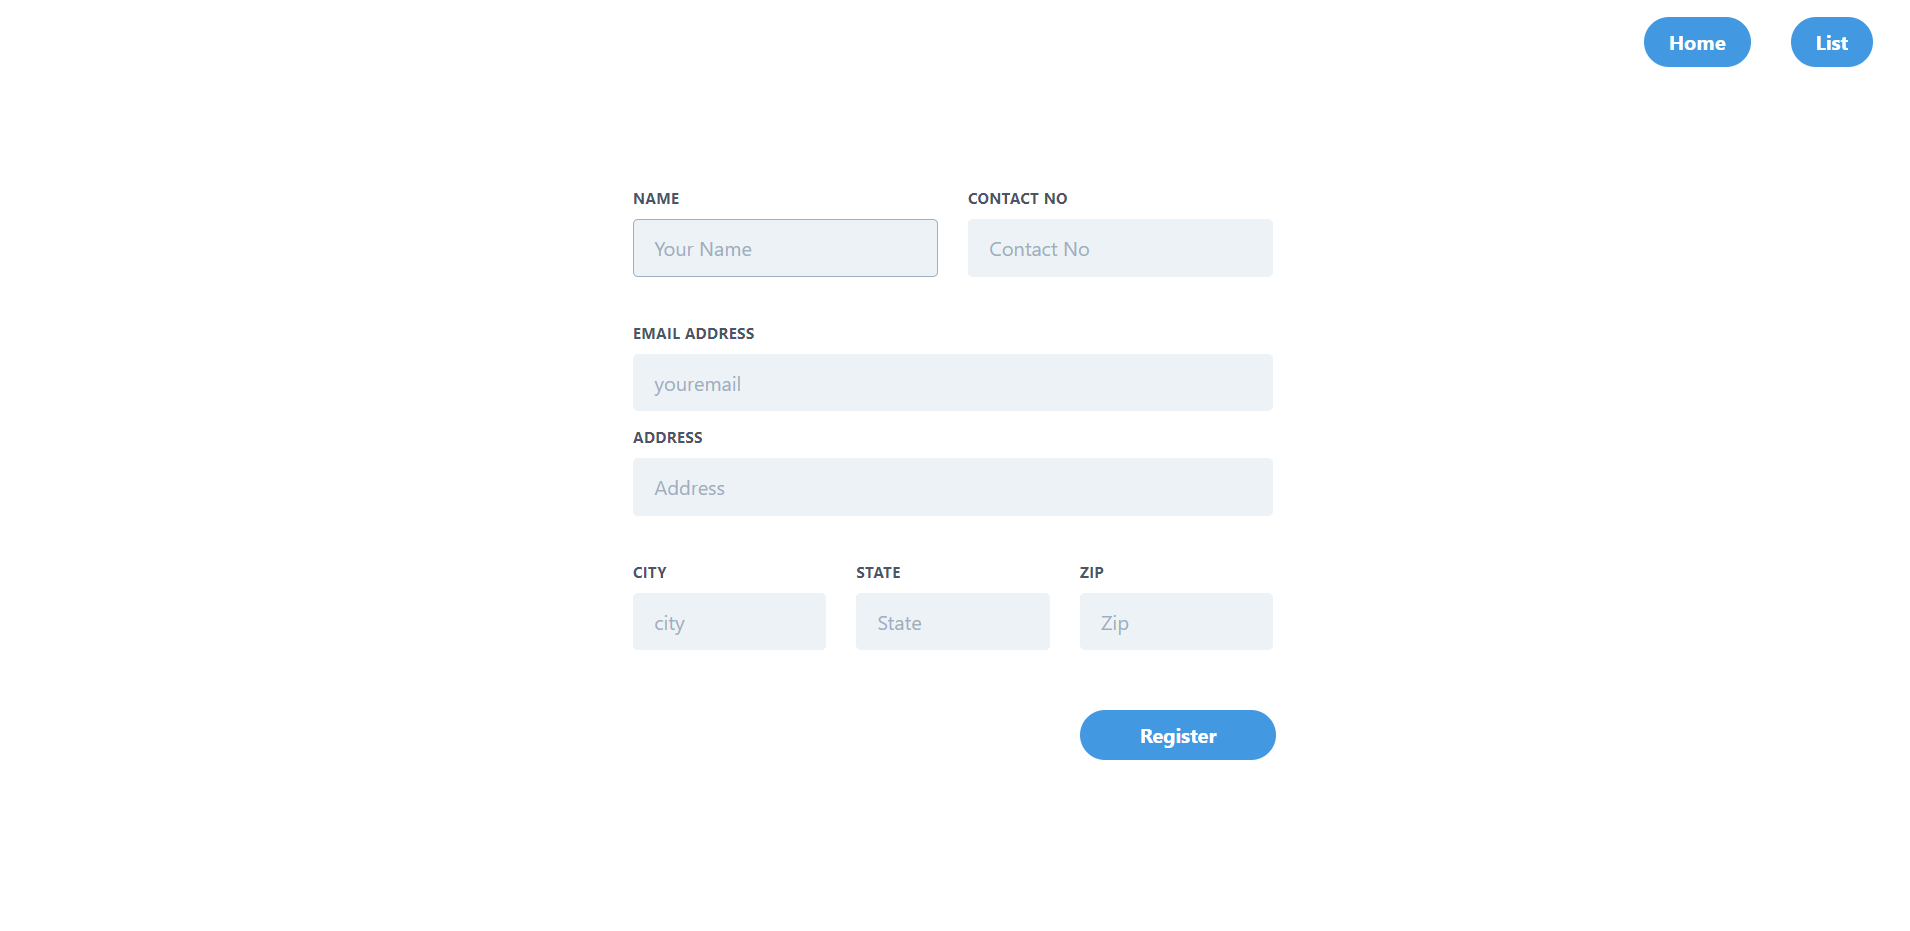 Home List
NAME CONTACT NO
Your Name Contact No
EMAIL ADDRESS
youremail
ADDRESS
Address
CITY STATE ZIP
city State Zip
Register